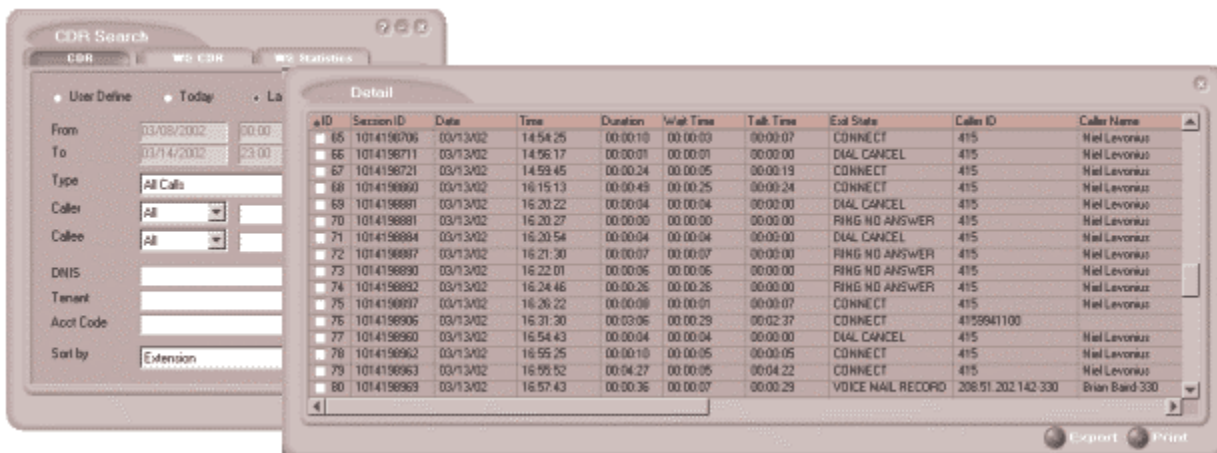 CDR Search
CDR WG CDR WG Statistics
User Define Today La
From 03/08/2002 00:00
To 03/14/2002 23:00
Type All Calls
Caller All
Callee All
DNIS
Tenant
Acct Code
Sort by Extension
Detail
ID Session ID Date Time Duration Wait Time Talk Time Exit State Caller ID Caller Name
65 1014198706 03/13/02 14:54:25 00:00:10 00:00:03 00:00:07 CONNECT 415 Niel Levonius
66 1014198711 03/13/02 14:56:17 00:00:01 00:00:01 00:00:00 DIAL CANCEL 415 Niel Levonius
67 1014198721 03/13/02 14:59:45 00:00:24 00:00:05 00:00:19 CONNECT 415 Niel Levonius
68 1014198860 03/13/02 16:15:13 00:00:49 00:00:25 00:00:24 CONNECT 415 Niel Levonius
69 1014198881 03/13/02 16:20:22 00:00:04 00:00:04 00:00:00 DIAL CANCEL 415 Niel Levonius
70 1014198881 03/13/02 16:20:27 00:00:00 00:00:00 00:00:00 RING NO ANSWER 415 Niel Levonius
71 1014198884 03/13/02 16:20:54 00:00:04 00:00:04 00:00:00 DIAL CANCEL 415 Niel Levonius
72 1014198887 03/13/02 16:21:30 00:00:07 00:00:07 00:00:00 RING NO ANSWER 415 Niel Levonius
73 1014198890 03/13/02 16:22:01 00:00:06 00:00:06 00:00:00 RING NO ANSWER 415 Niel Levonius
74 1014198892 03/13/02 16:24:46 00:00:26 00:00:26 00:00:00 RING NO ANSWER 415 Niel Levonius
75 1014198897 03/13/02 16:26:22 00:00:08 00:00:01 00:00:07 CONNECT 415 Niel Levonius
76 1014198906 03/13/02 16:31:30 00:03:06 00:00:29 00:02:37 CONNECT 4159941100
77 1014198960 03/13/02 16:54:43 00:00:04 00:00:04 00:00:00 DIAL CANCEL 415 Niel Levonius
78 1014198962 03/13/02 16:55:25 00:00:10 00:00:05 00:00:05 CONNECT 415 Niel Levonius
79 1014198963 03/13/02 16:55:52 00:04:27 00:00:05 00:04:22 CONNECT 415 Niel Levonius
80 1014198969 03/13/02 16:57:43 00:00:36 00:00:07 00:00:29 VOICE MAIL RECORD 208.51.202.142-330 Brian Baird-330
Export Print